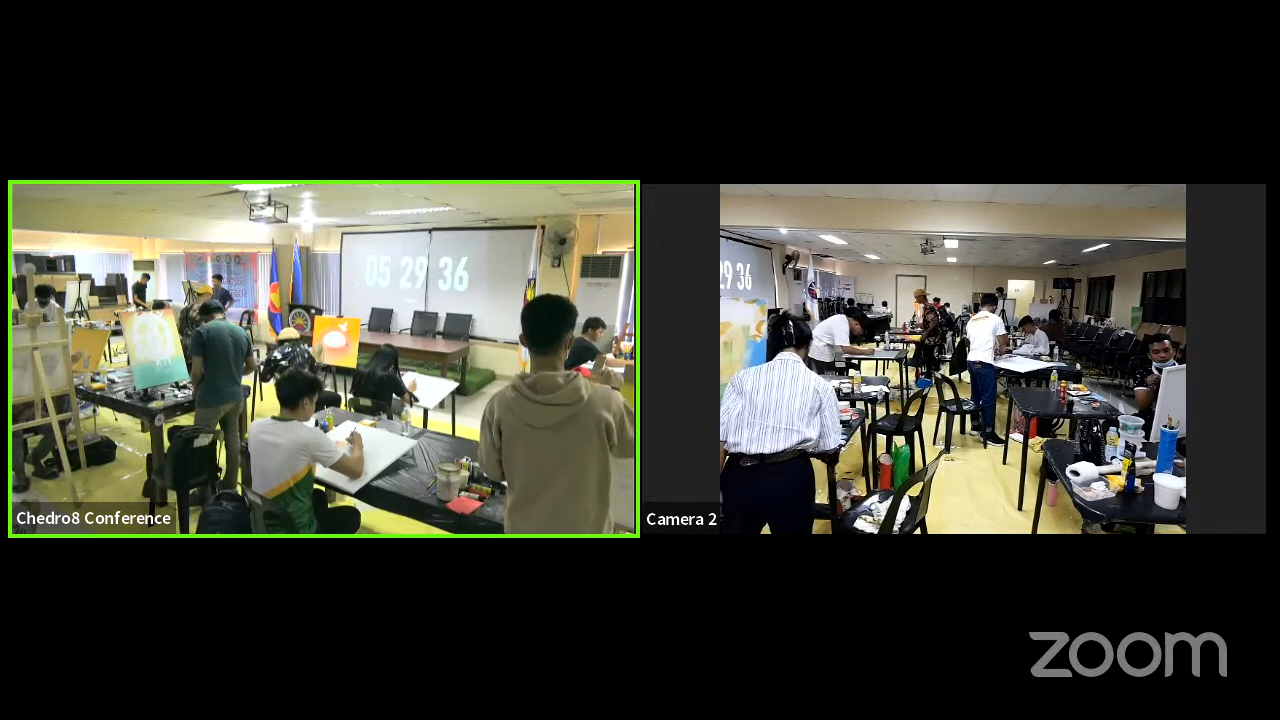 05 29 36
29 36
Chedro8 Conference
Camera 2
zoom